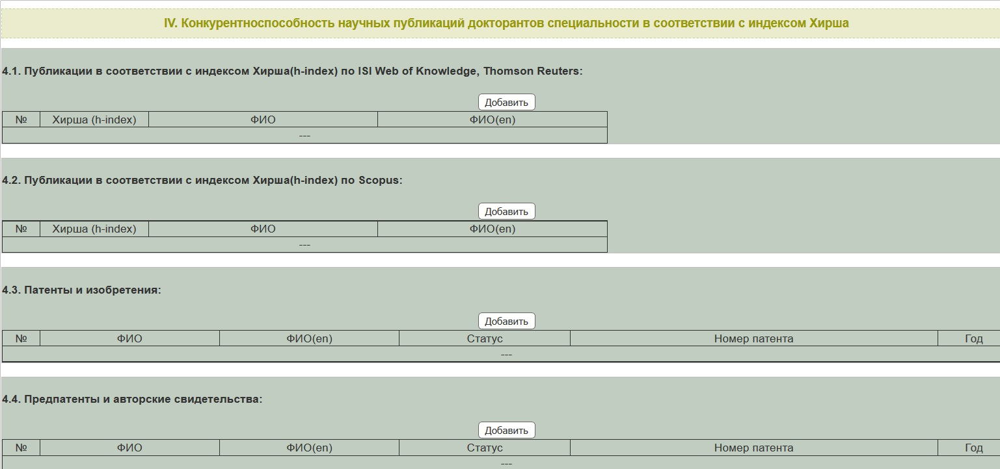 IV. Конкурентноспособность научных публикаций докторантов специальности в соответствии с индексом Хирша
4.1. Публикации в соответствии с индексом Хирша(h-index) по ISI Web of Knowledge, Thomson Reuters:
Добавить
№ Хирша (h-index) ФИО ФИО(en)
---
4.2. Публикации в соответствии с индексом Хирша(h-index) по Scopus:
Добавить
№ Хирша (h-index) ФИО ФИО(en)
---
4.3. Патенты и изобретения:
Добавить
№ ФИО ФИО(en) Статус Номер патента Год
---
4.4. Предпатенты и авторские свидетельства:
Добавить
№ ФИО ФИО(en) Статус Номер патента Год
---